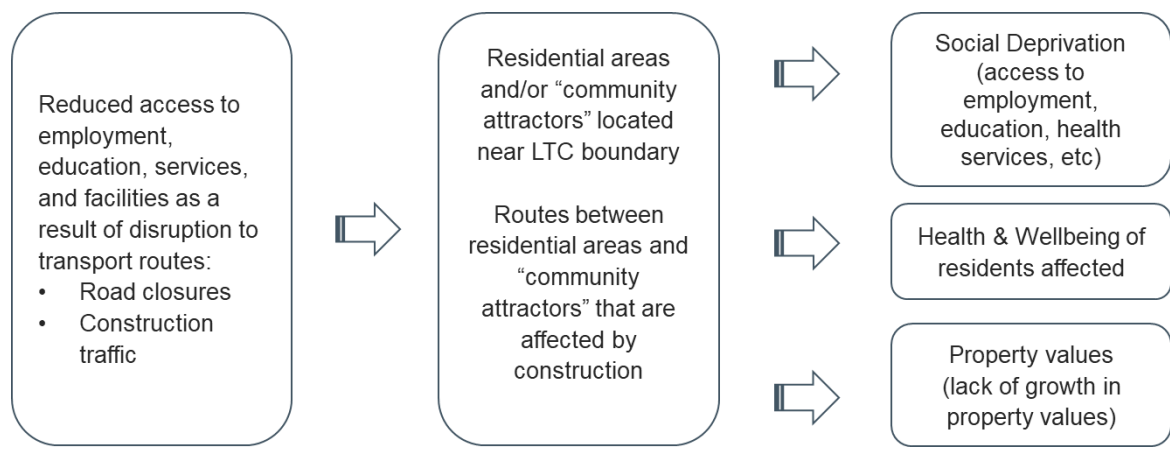 Reduced access to
employment,
education, services,
and facilities as a
result of disruption to
transport routes:
• Road closures
• Construction
traffic
Residential areas
and/or “community
attractors” located
near LTC boundary
Routes between
residential areas and
“community
attractors” that are
affected by
construction
Social Deprivation
(access to
employment,
education, health
services, etc)
Health & Wellbeing of
residents affected
Property values
(lack of growth in
property values)